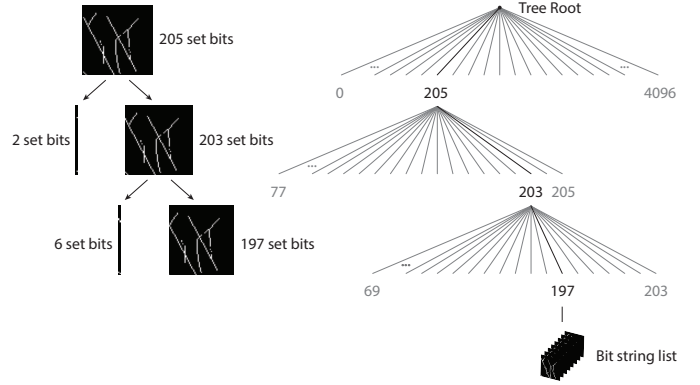 205 set bits
2 set bits
203 set bits
6 set bits
197 set bits
Tree Root
... ...
0 205 4096
...
77 203 205
...
69 197 203
Bit string list